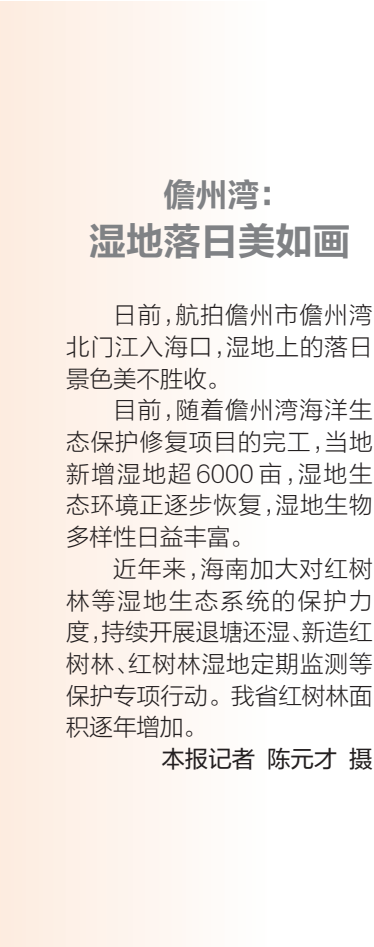 儋州湾：
湿地落日美如画
日前，航拍儋州市儋州湾
北门江入海口，湿地上的落日
景色美不胜收。
目前，随着儋州湾海洋生
态保护修复项目的完工，当地
新增湿地超6000亩，湿地生
态环境正逐步恢复，湿地生物
多样性日益丰富。
近年来，海南加大对红树
林等湿地生态系统的保护力
度，持续开展退塘还湿、新造红
树林、红树林湿地定期监测等
保护专项行动。我省红树林面
积逐年增加。
本报记者 陈元才 摄